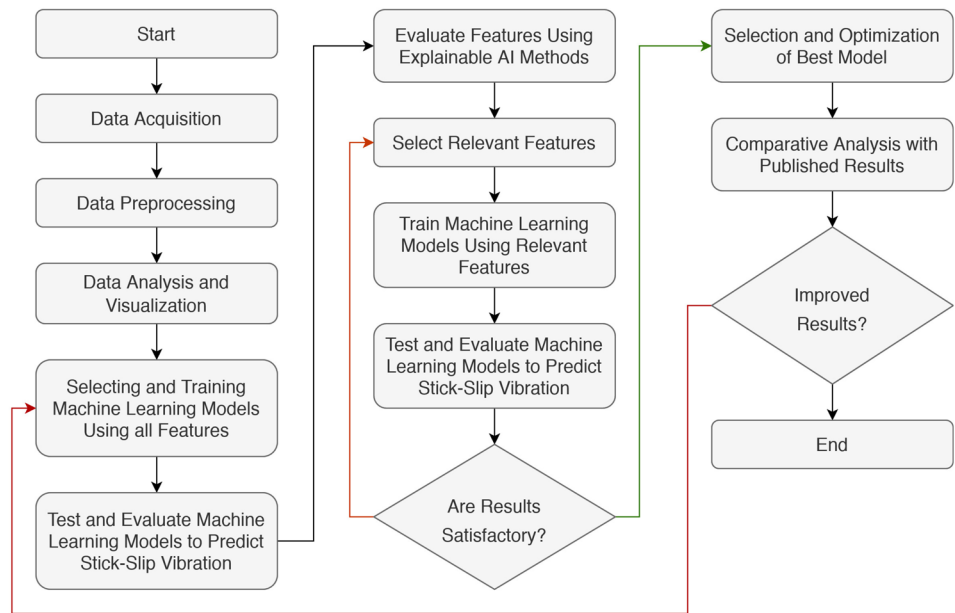 Start
Data Acquisition
Data Preprocessing
Data Analysis and
Visualization
Selecting and Training
Machine Learning Models
Using all Features
Test and Evaluate Machine
Learning Models to Predict
Stick-Slip Vibration
Evaluate Features Using
Explainable AI Methods
Select Relevant Features
Train Machine Learning
Models Using Relevant
Features
Test and Evaluate Machine
Learning Models to Predict
Stick-Slip Vibration
Are Results
Satisfactory?
Selection and Optimization
of Best Model
Comparative Analysis with
Published Results
Improved
Results?
End